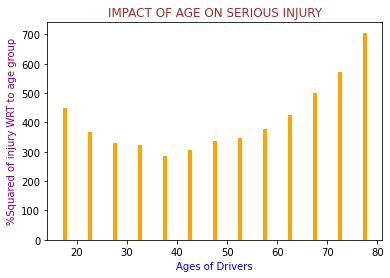 IMPACT OF AGE ON SERIOUS INJURY
%Squared of injury WRT to age group
700
600
500
400
300
200
100
0
20 30 40 50 60 70 80
Ages of Drivers